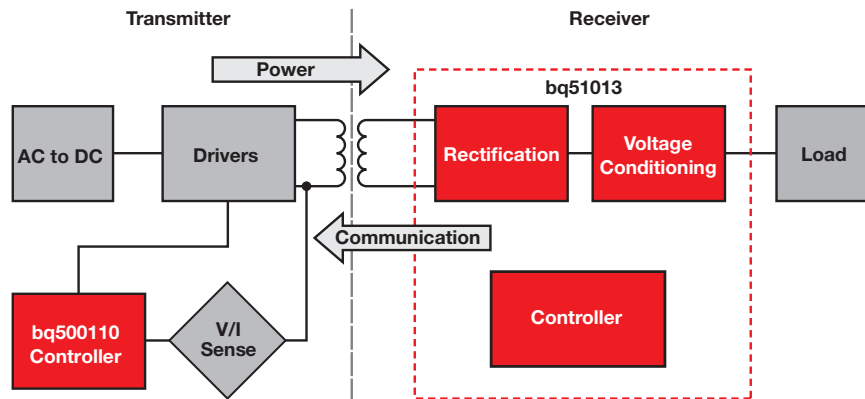 Transmitter
Receiver
Power
bq51013
AC to DC
Drivers
Rectification
Voltage
Conditioning
Load
Communication
bq500110
Controller
V/I
Sense
Controller